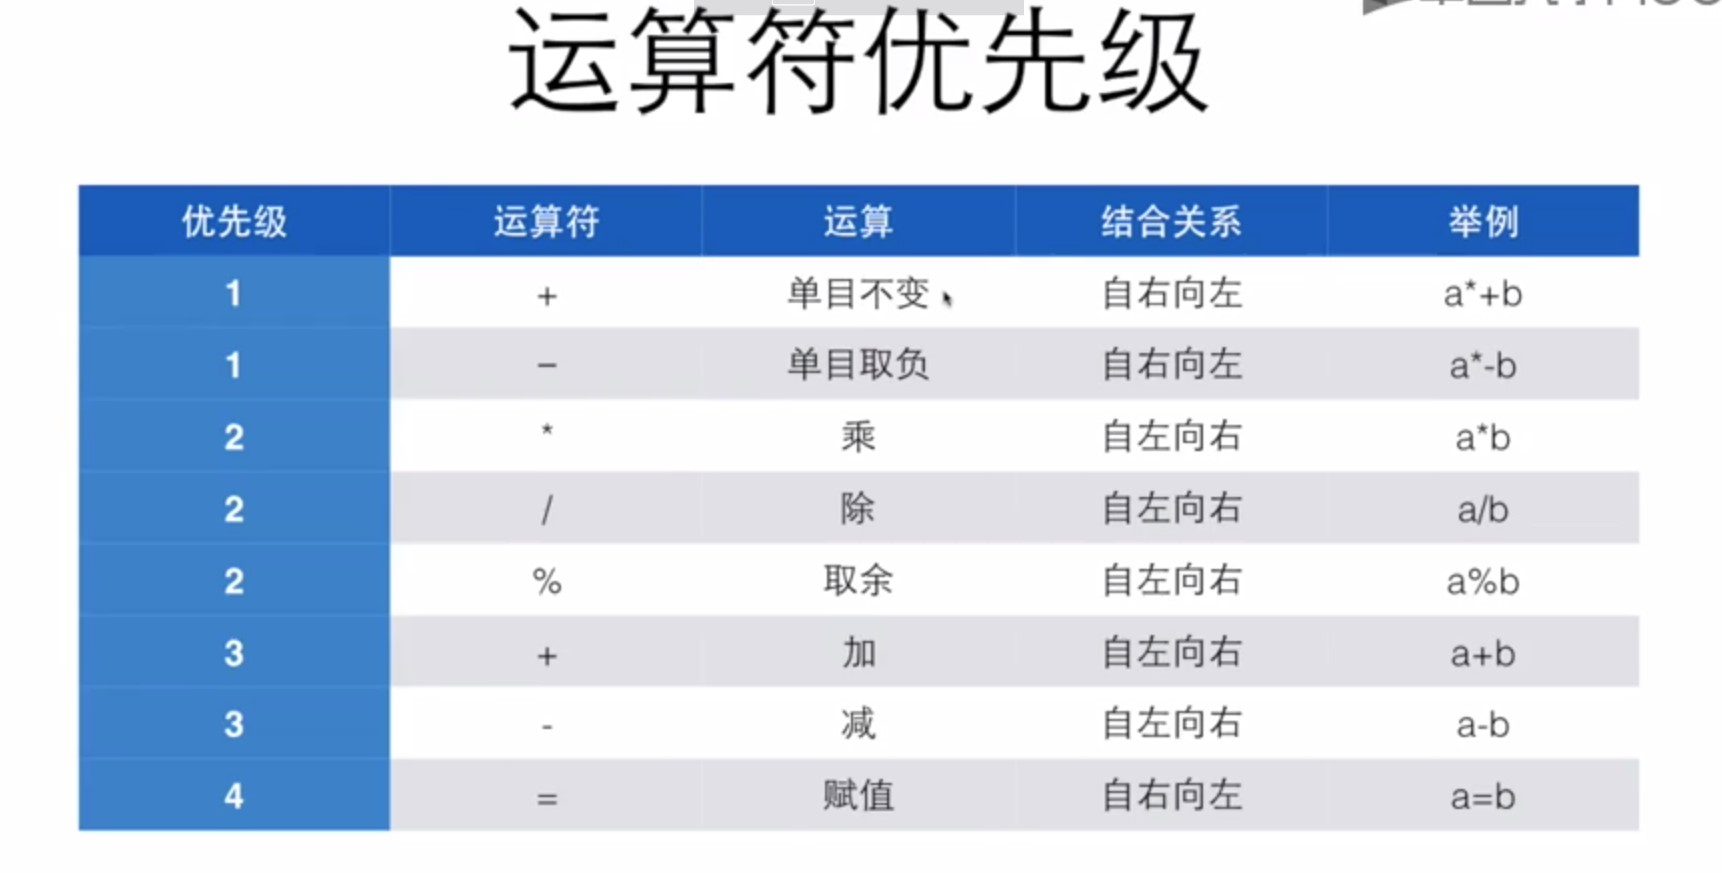 运算符优先级
优先级 运算符 运算 结合关系 举例
1 + 单目不变 自右向左 a*+b
1 - 单目取负 自右向左 a*-b
2 * 乘 自左向右 a*b
2 / 除 自左向右 a/b
2 % 取余 自左向右 a%b
3 + 加 自左向右 a+b
3 - 减 自左向右 a-b
4 = 赋值 自右向左 a=b